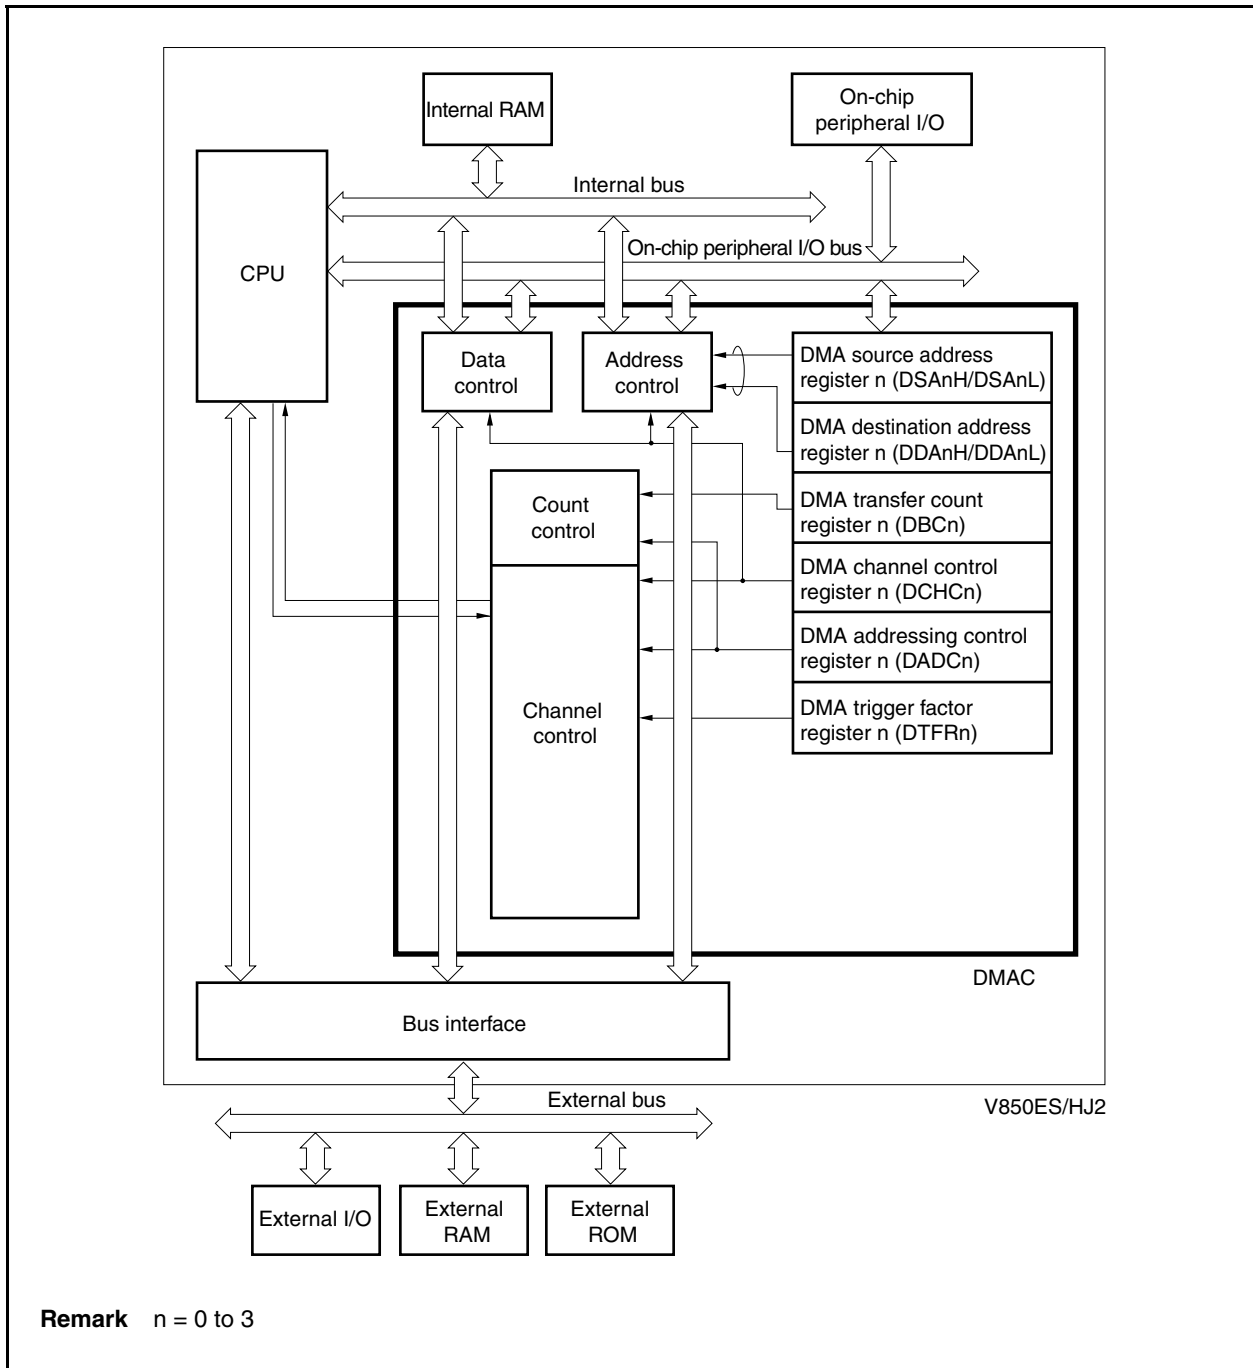 Internal RAM
On-chip
peripheral I/O
Internal bus
On-chip peripheral I/O bus
CPU
Data
control
Address
control
DMA source address
register n (DSAnH/DSAnL)
DMA destination address
register n (DDAnH/DDAnL)
Count
control
DMA transfer count
register n (DBCn)
DMA channel control
register n (DCHCn)
DMA addressing control
register n (DADCn)
Channel
control
DMA trigger factor
register n (DTFRn)
DMAC
Bus interface
V850ES/HJ2
External bus
External I/O
External
RAM
External
ROM
Remark n = 0 to 3